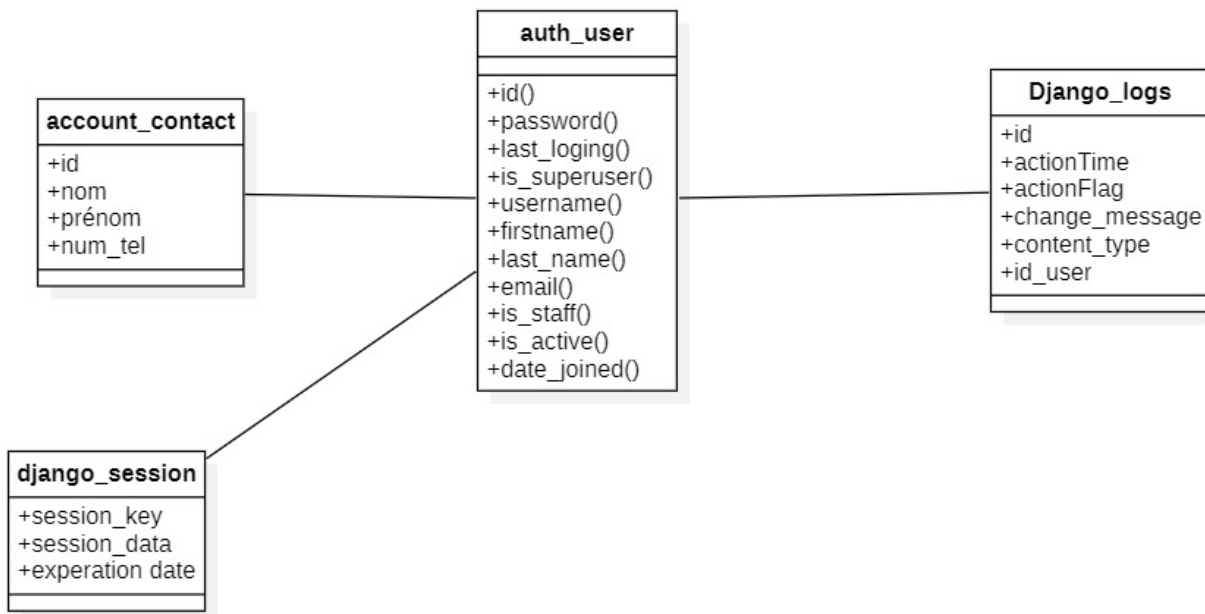 auth_user
+id()
+password()
+last_loging()
+is_superuser()
+username()
+firstname()
+last_name()
+email()
+is_staff()
+is_active()
+date_joined()
account_contact
+id
+nom
+prénom
+num_tel
Django_logs
+id
+actionTime
+actionFlag
+change_message
+content_type
+id_user
django_session
+session_key
+session_data
+experation date